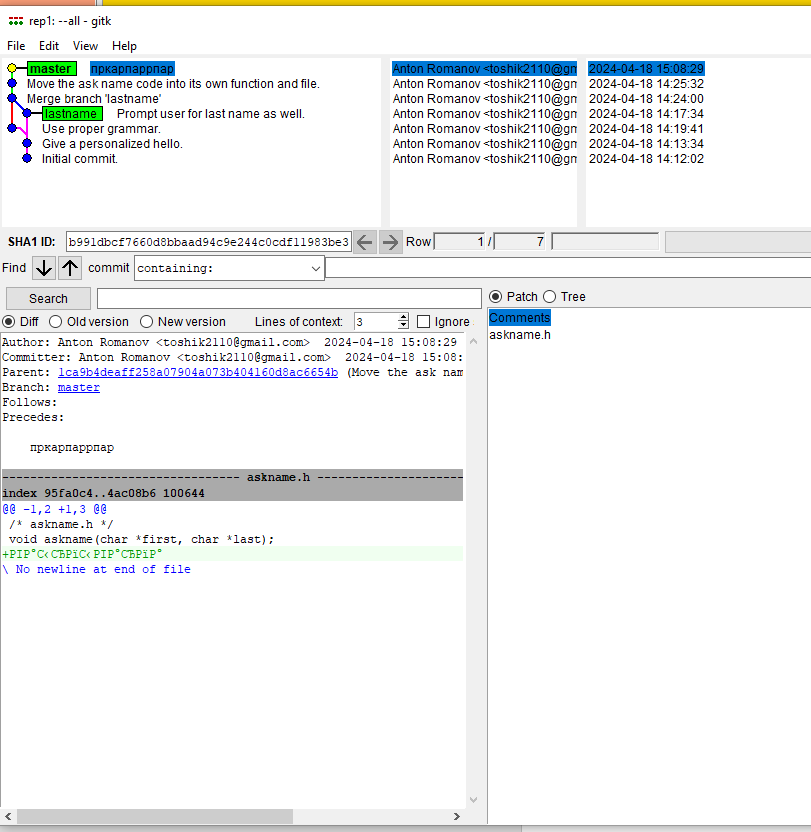 rep1: --all - gitk
File Edit View Help
master пркарпаррпар Anton Romanov <toshik2110@gm 2024-04-18 15:08:29
Move the ask name code into its own function and file. Anton Romanov <toshik2110@gm 2024-04-18 14:25:32
Merge branch 'lastname' Anton Romanov <toshik2110@gm 2024-04-18 14:24:00
lastname Prompt user for last name as well. Anton Romanov <toshik2110@gm 2024-04-18 14:17:34
Use proper grammar. Anton Romanov <toshik2110@gm 2024-04-18 14:19:41
Give a personalized hello. Anton Romanov <toshik2110@gm 2024-04-18 14:13:34
Initial commit. Anton Romanov <toshik2110@gm 2024-04-18 14:12:02
SHA1 ID: b991dbcf7660d8bbaad94c9e244c0cdf11983be3 Row 1 / 7
Find commit containing:
Search
Patch Tree
Diff Old version New version Lines of context: 3 Ignore
Comments
askname.h
Author: Anton Romanov <toshik2110@gmail.com> 2024-04-18 15:08:29
Committer: Anton Romanov <toshik2110@gmail.com> 2024-04-18 15:08:
Parent: 1ca9b4deaff258a07904a073b404160d8ac6654b (Move the ask nam
Branch: master
Follows:
Precedes:
пркарпаррпар
------------------------------- askname.h ---------------------
index 95fa0c4..4ac08b6 100644
@@ -1,2 +1,3 @@
/* askname.h */
void askname(char *first, char *last);
+РІР°С‹СЂРїС‹РІР°СЂРїР°
\ No newline at end of file